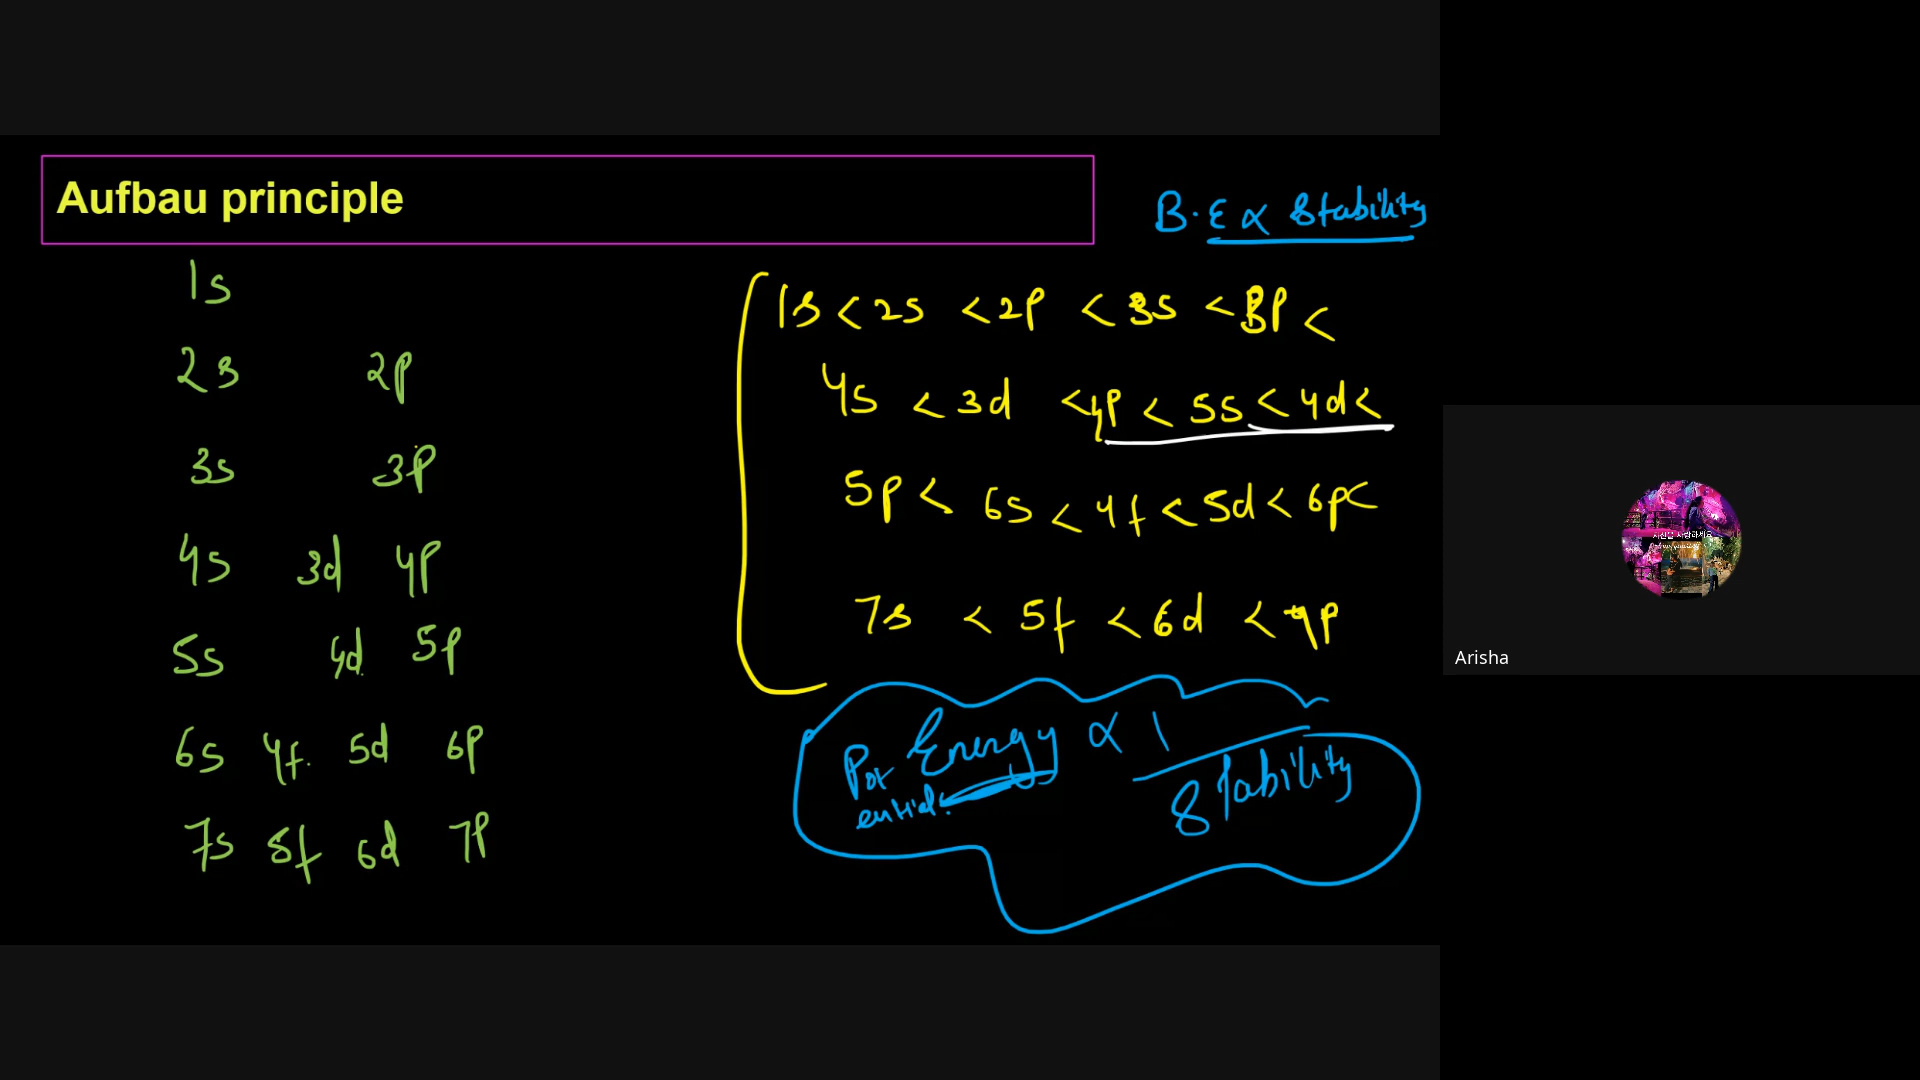 Aufbau principle
B.E ∝ Stability
1s
2s 2p
3s 3p
4s 3d 4p
5s 4d. 5p
6s 4f. 5d 6p
7s 5f 6d 7p
1s < 2s < 2p < 3s < 3p <
4s < 3d < 4p < 5s < 4d <
5p < 6s < 4f < 5d < 6p <
7s < 5f < 6d < 7p
Potential Energy ∝ 1
Stability
Arisha